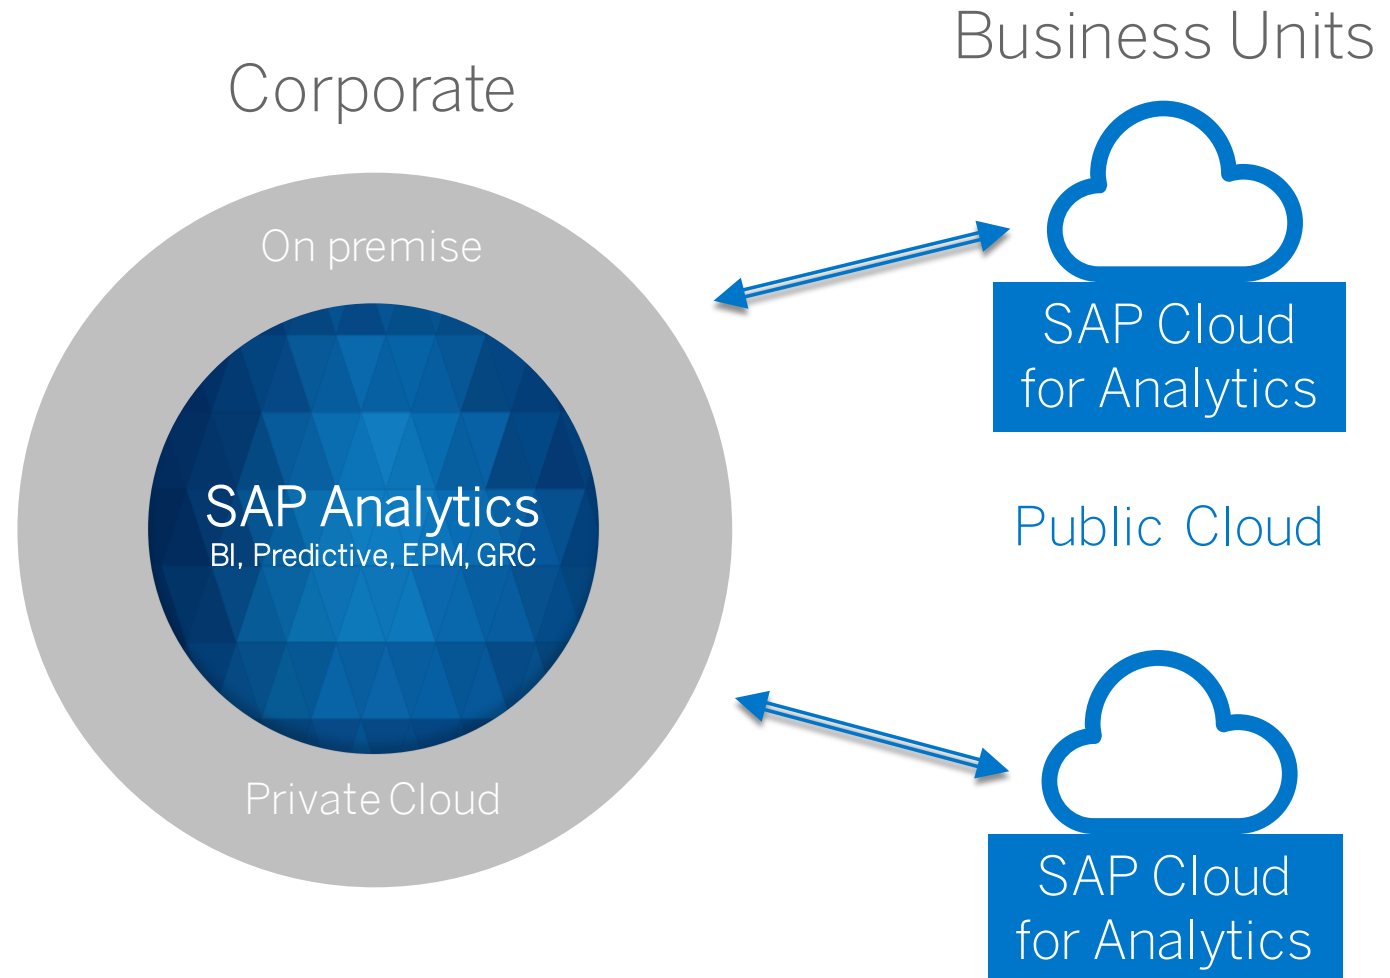 Corporate
On premise
SAP Analytics
BI, Predictive, EPM, GRC
Private Cloud
Business Units
SAP Cloud
for Analytics
Public Cloud
SAP Cloud
for Analytics